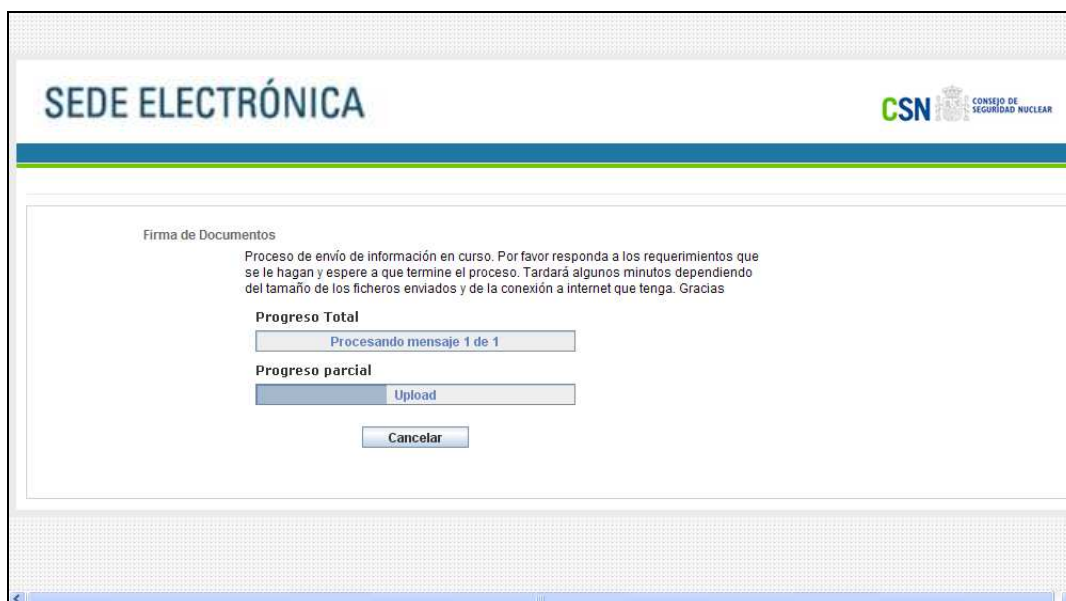 SEDE ELECTRÓNICA
CSN
CONSEJO DE
SEGURIDAD NUCLEAR
Firma de Documentos
Proceso de envío de información en curso. Por favor responda a los requerimientos que
se le hagan y espere a que termine el proceso. Tardará algunos minutos dependiendo
del tamaño de los ficheros enviados y de la conexión a internet que tenga. Gracias
Progreso Total
Procesando mensaje 1 de 1
Progreso parcial
Upload
Cancelar